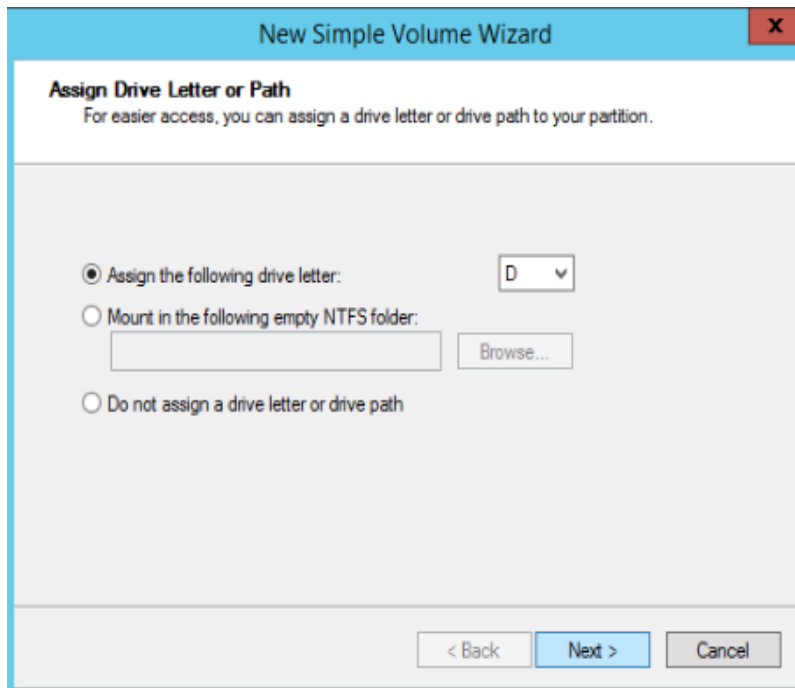 New Simple Volume Wizard
x
Assign Drive Letter or Path
For easier access, you can assign a drive letter or drive path to your partition.
Assign the following drive letter: D
Mount in the following empty NTFS folder:
Browse...
Do not assign a drive letter or drive path
< Back Next > Cancel